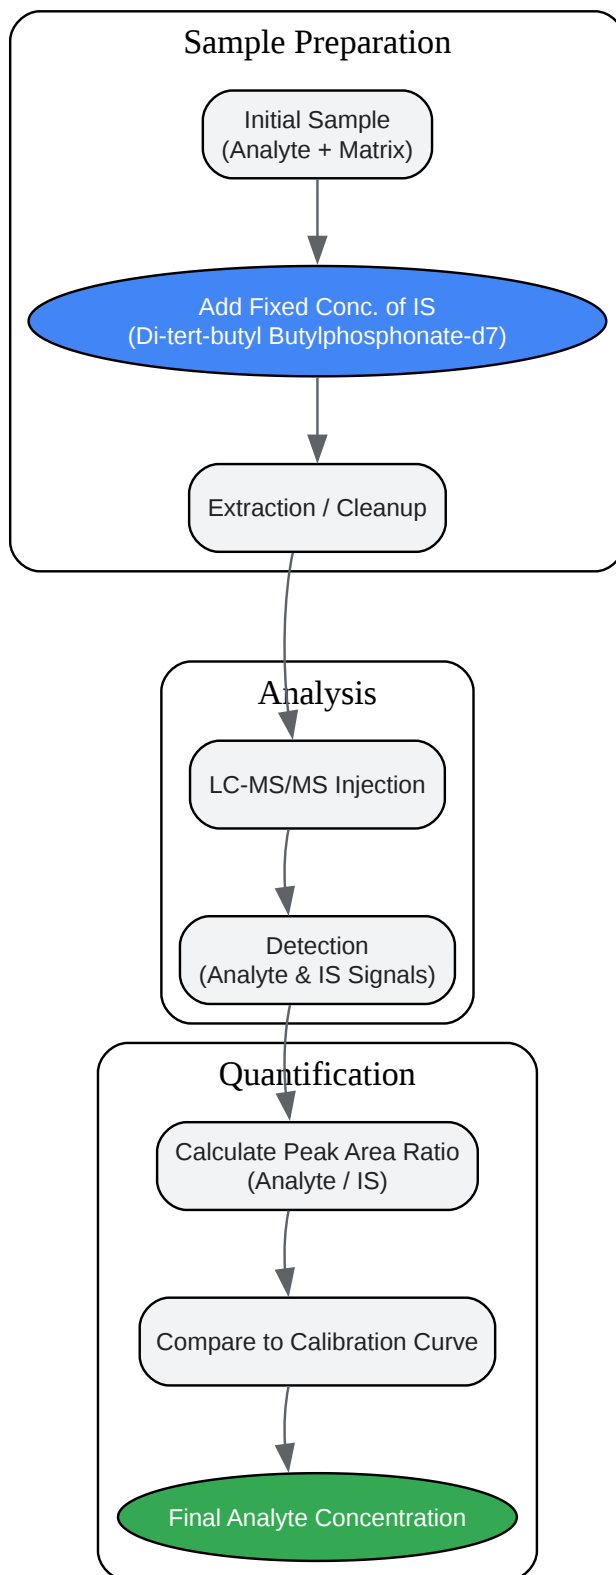 Sample Preparation
Initial Sample
(Analyte + Matrix)
Add Fixed Conc. of IS
(Di-tert-butyl Butylphosphonate-d7)
Extraction / Cleanup
Analysis
LC-MS/MS Injection
Detection
(Analyte & IS Signals)
Quantification
Calculate Peak Area Ratio
(Analyte / IS)
Compare to Calibration Curve
Final Analyte Concentration